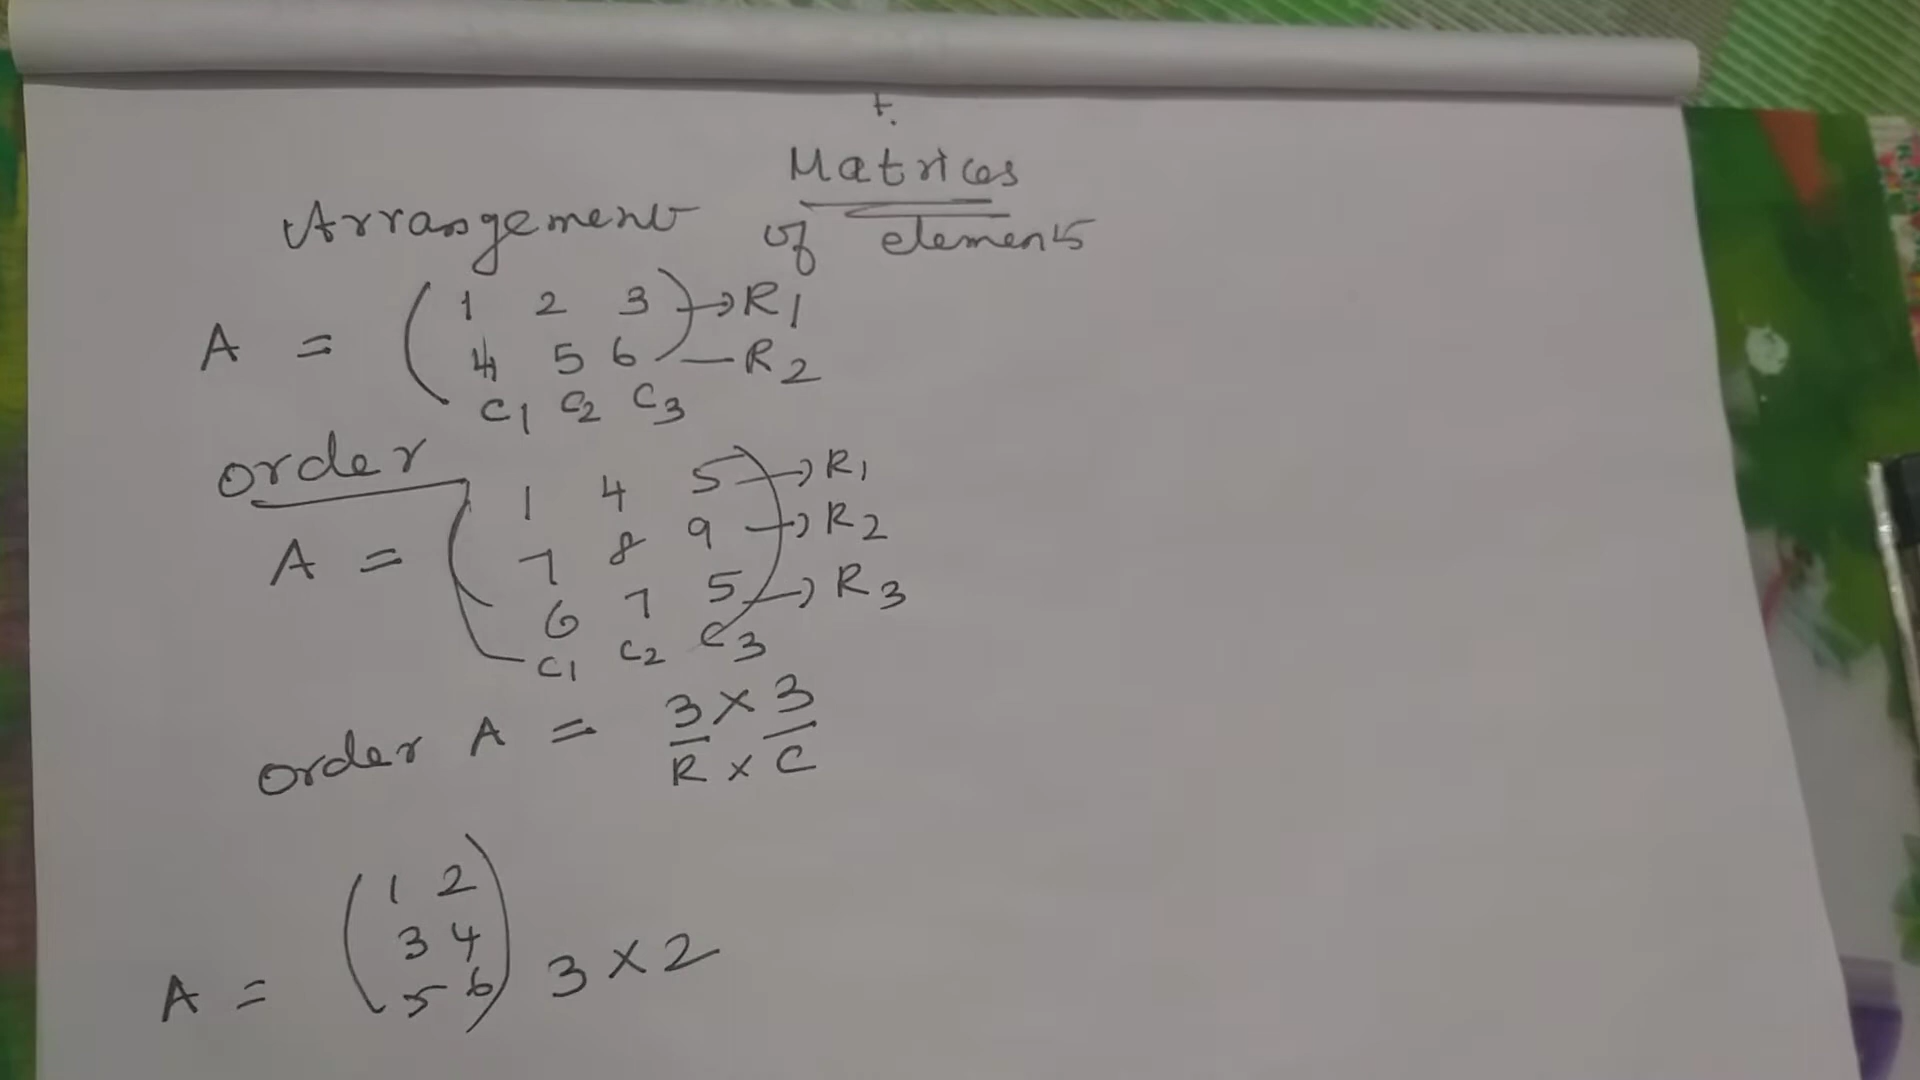 t.
Matrices
Arrangement of elements
1 2 3 → R1
A = ( 4 5 6 ) — R2
C1 C2 C3
order
1 4 5 → R1
A = ( 7 8 9 ) → R2
6 7 5 → R3
C1 C2 C3
order A = 3 × 3
R × C
1 2
3 4
A = ( 5 6 ) 3 × 2